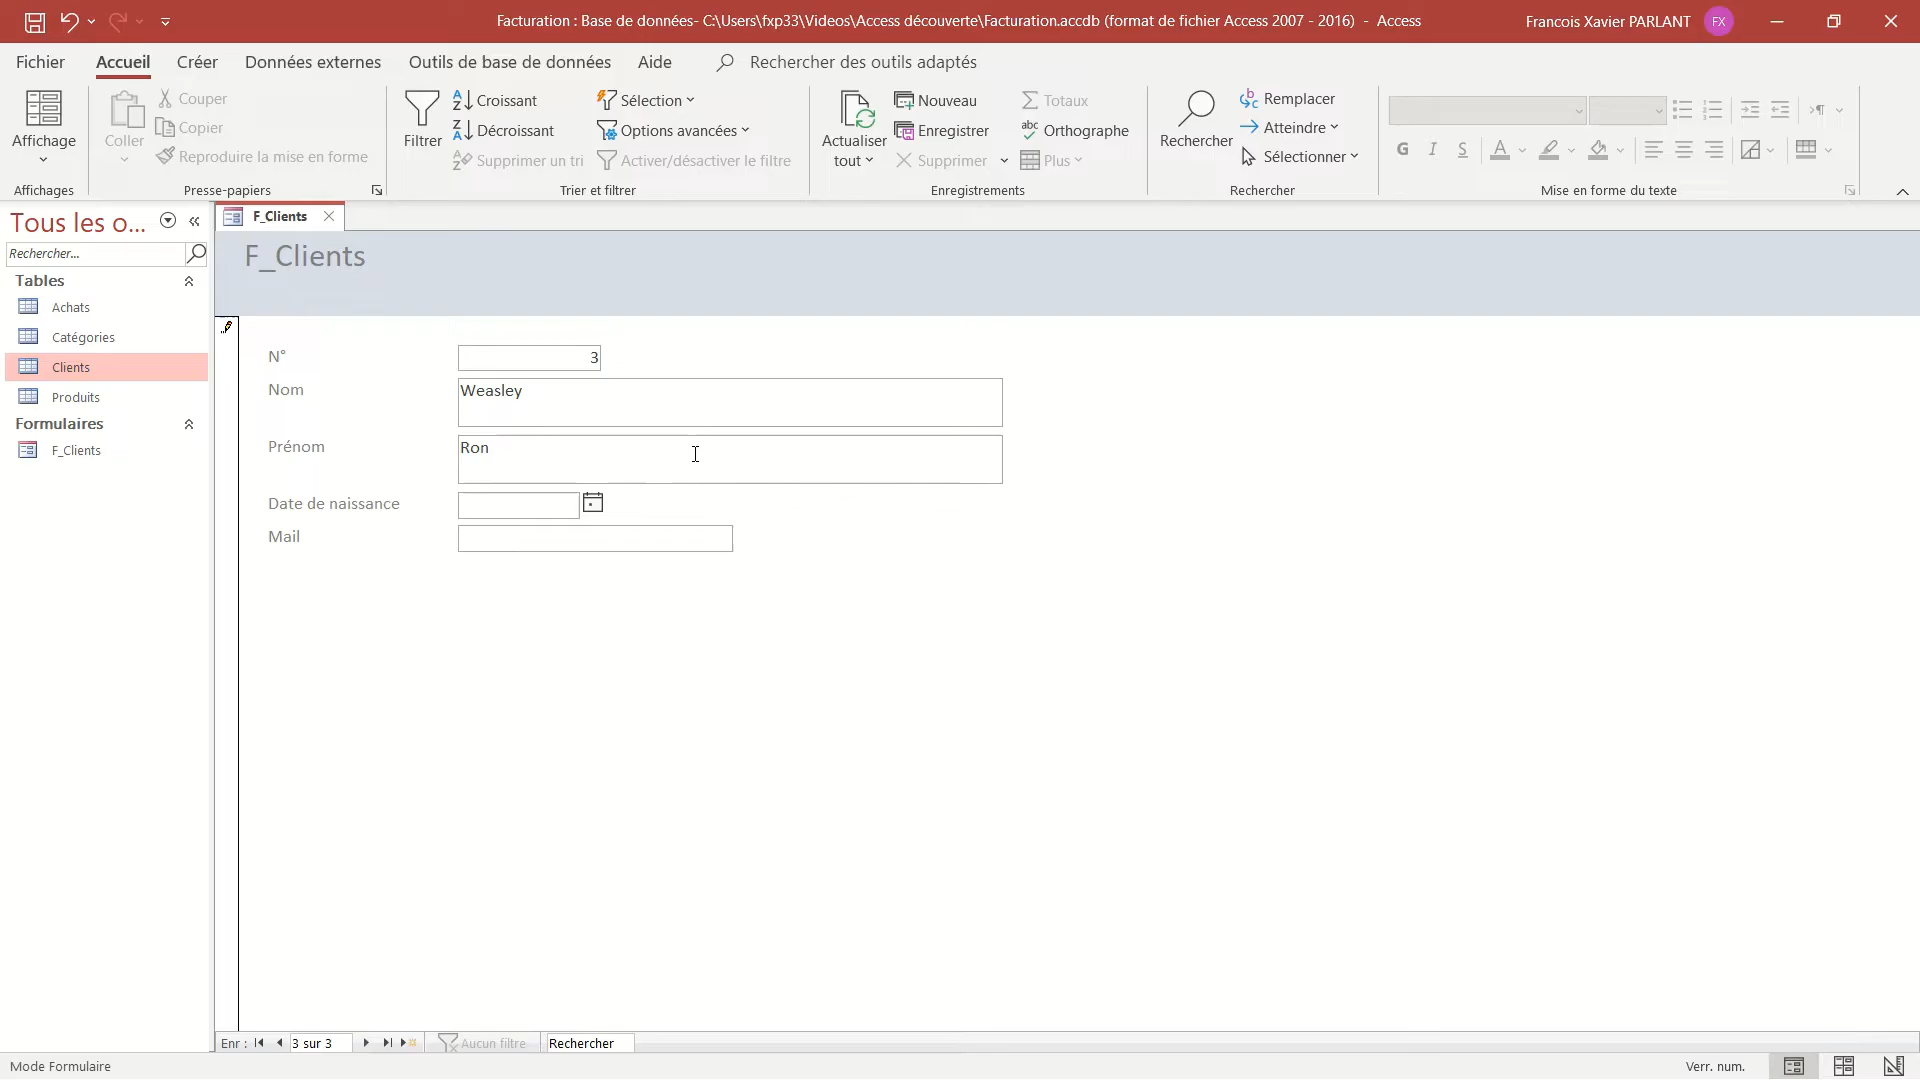 Facturation : Base de données- C:\Users\fxp33\Videos\Access découverte\Facturation.accdb (format de fichier Access 2007 - 2016) - Access
Francois Xavier PARLANT
FX
Fichier
Accueil
Créer
Données externes
Outils de base de données
Aide
Rechercher des outils adaptés
Affichage
Affichages
Coller
Couper
Copier
Reproduire la mise en forme
Presse-papiers
Filtrer
Croissant
Décroissant
Supprimer un tri
Sélection
Options avancées
Activer/désactiver le filtre
Trier et filtrer
Actualiser
tout
Nouveau
Enregistrer
Supprimer
Totaux
Orthographe
Plus
Enregistrements
Rechercher
Remplacer
Atteindre
Sélectionner
Rechercher
G I S A
Mise en forme du texte
Tous les o...
Rechercher...
Tables
Achats
Catégories
Clients
Produits
Formulaires
F_Clients
F_Clients
F_Clients
N°
3
Nom
Weasley
Prénom
Ron
Date de naissance
Mail
Enr :
3 sur 3
Aucun filtre
Rechercher
Mode Formulaire
Verr. num.